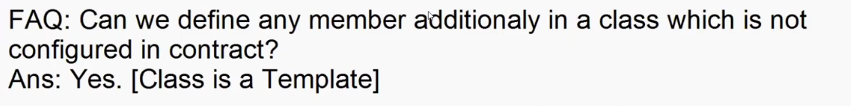 FAQ: Can we define any member additionaly in a class which is not
configured in contract?
Ans: Yes. [Class is a Template]